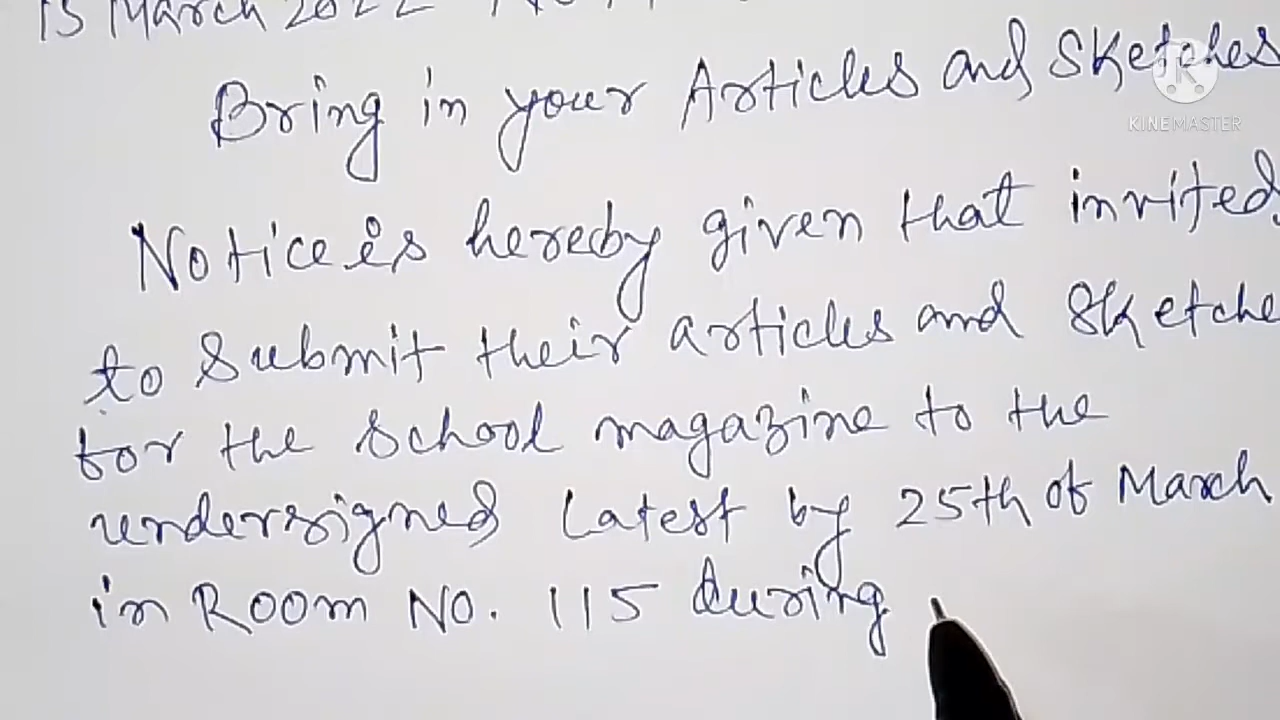 15 March 2022
Bring in your Articles and Sketches
KINEMASTER
Notice is hereby given that invited
to submit their articles and sketche
for the school magazine to the
undersigned latest by 25th of March
in Room No. 115 during